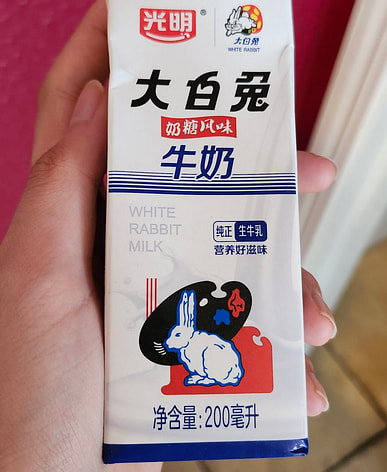 光明
大白兔
WHITE RABBIT
大白兔
奶糖风味
牛奶
WHITE
RABBIT
MILK
纯正 生牛乳
营养好滋味
净含量:200毫升